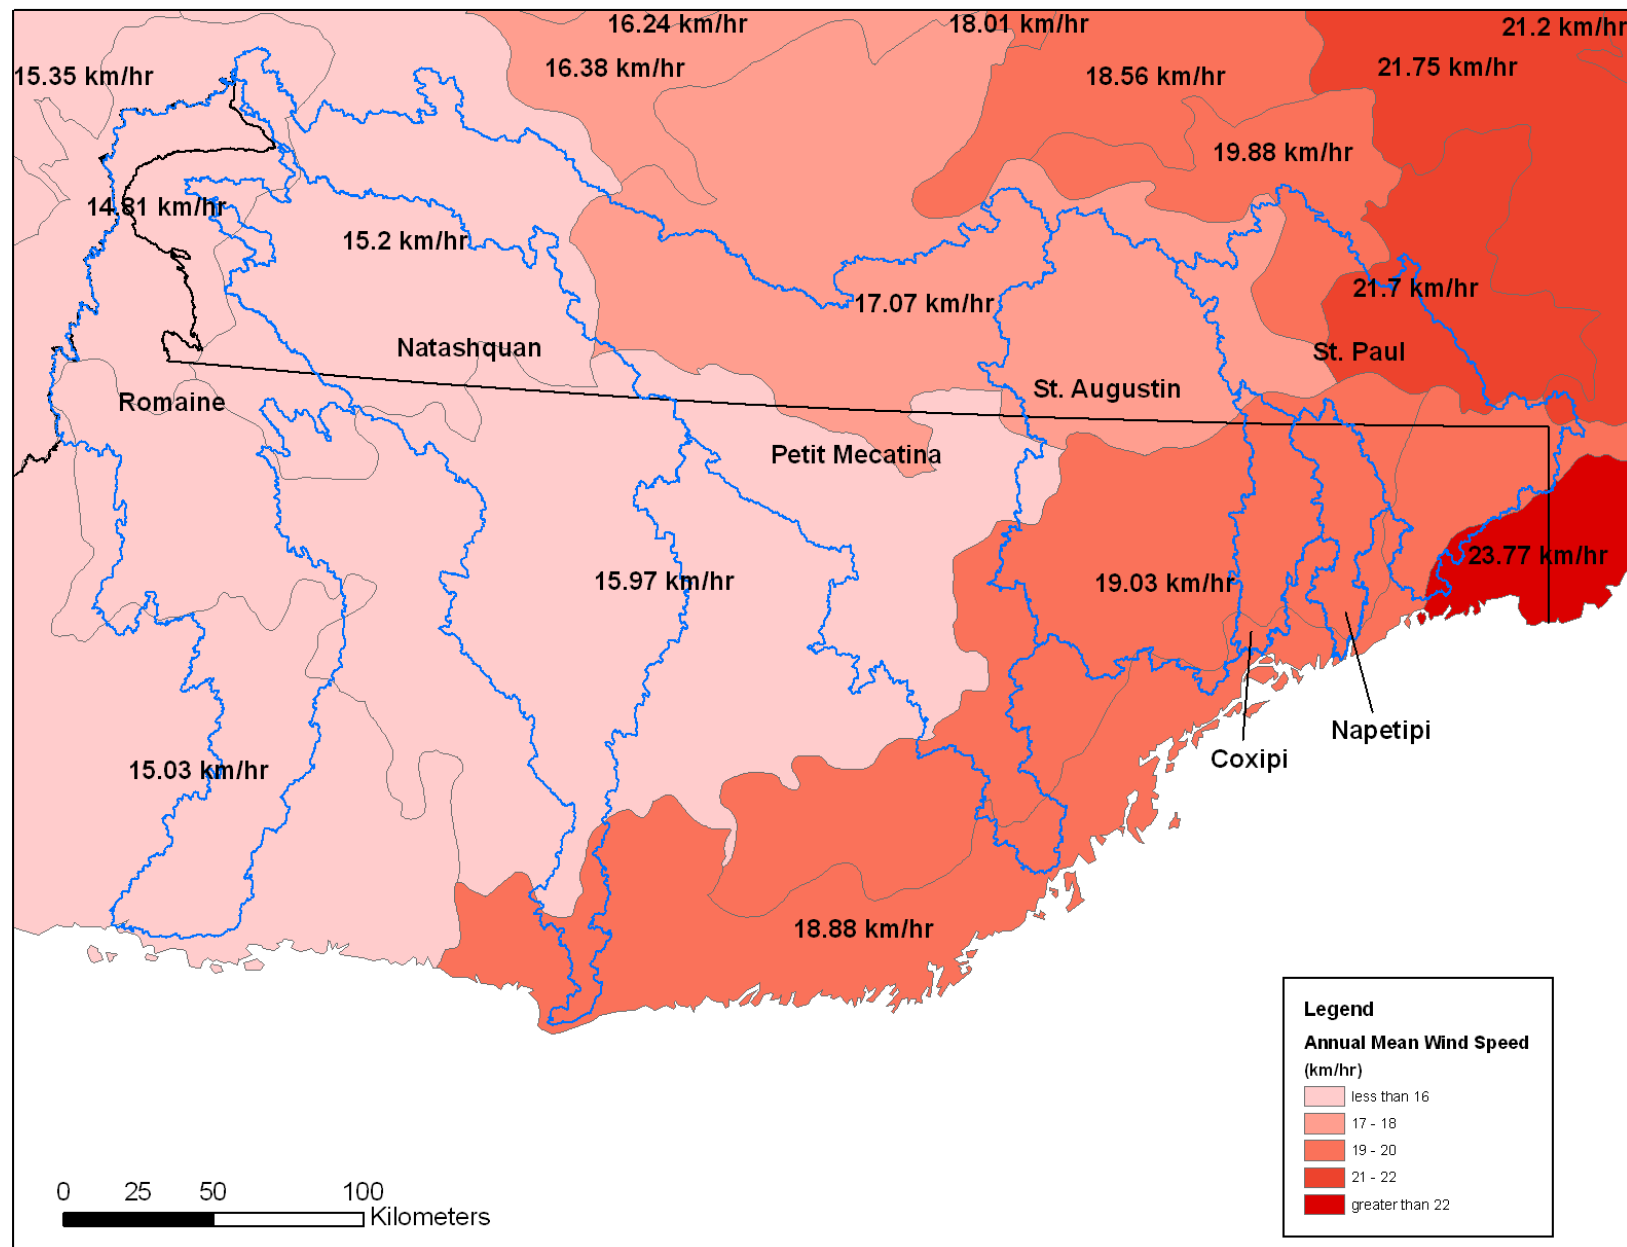 16.24 km/hr
18.01 km/hr
21.2 km/hr
15.35 km/hr
16.38 km/hr
18.56 km/hr
21.75 km/hr
19.88 km/hr
14.81 km/hr
15.2 km/hr
17.07 km/hr
21.7 km/hr
Natashquan
St. Paul
Romaine
St. Augustin
Petit Mecatina
15.97 km/hr
19.03 km/hr
23.77 km/hr
Napetipi
Coxipi
15.03 km/hr
18.88 km/hr
Legend
Annual Mean Wind Speed
(km/hr)
less than 16
17 - 18
19 - 20
21 - 22
greater than 22
0 25 50 100
Kilometers